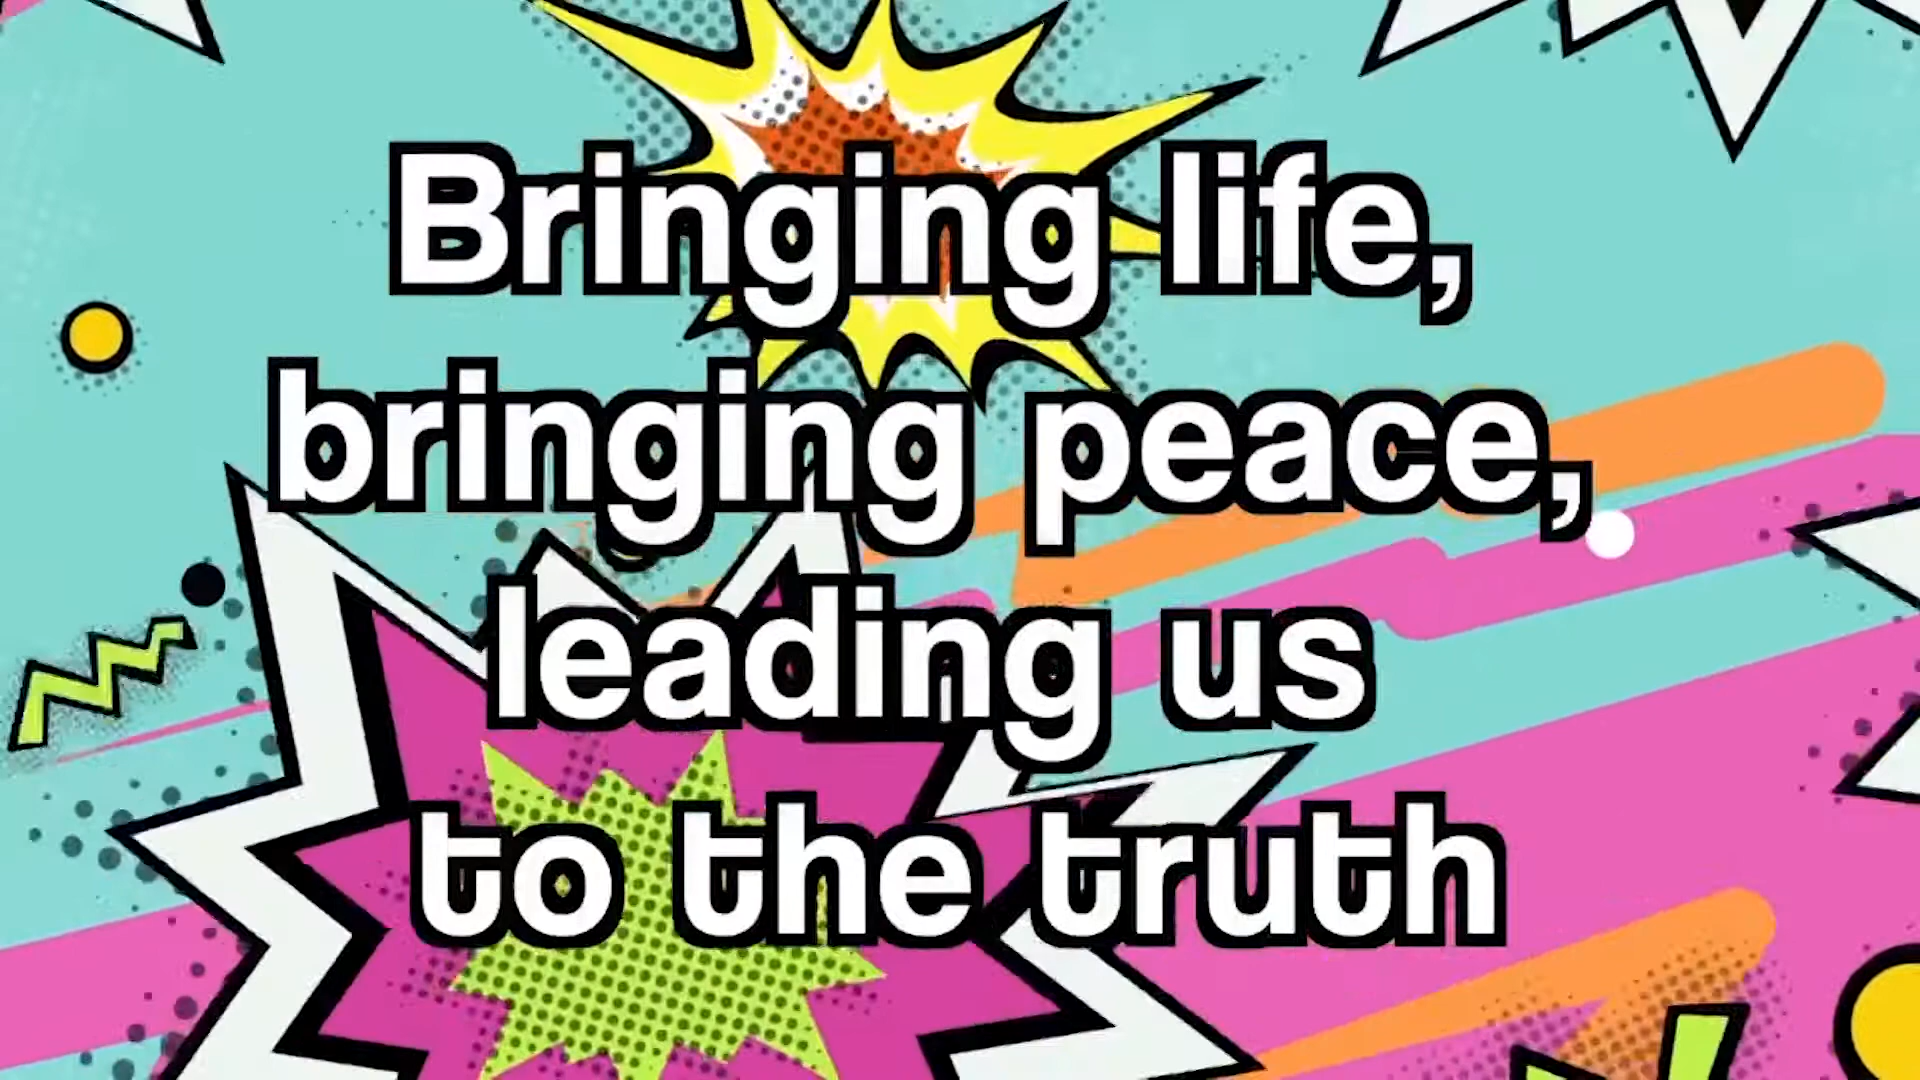 Bringing life,
bringing peace,
leading us
to the truth